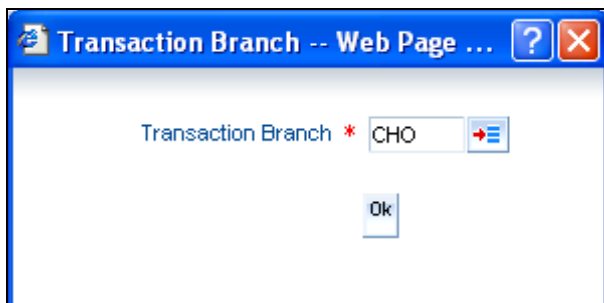 Transaction Branch -- Web Page ...
Transaction Branch * CHO
Ok